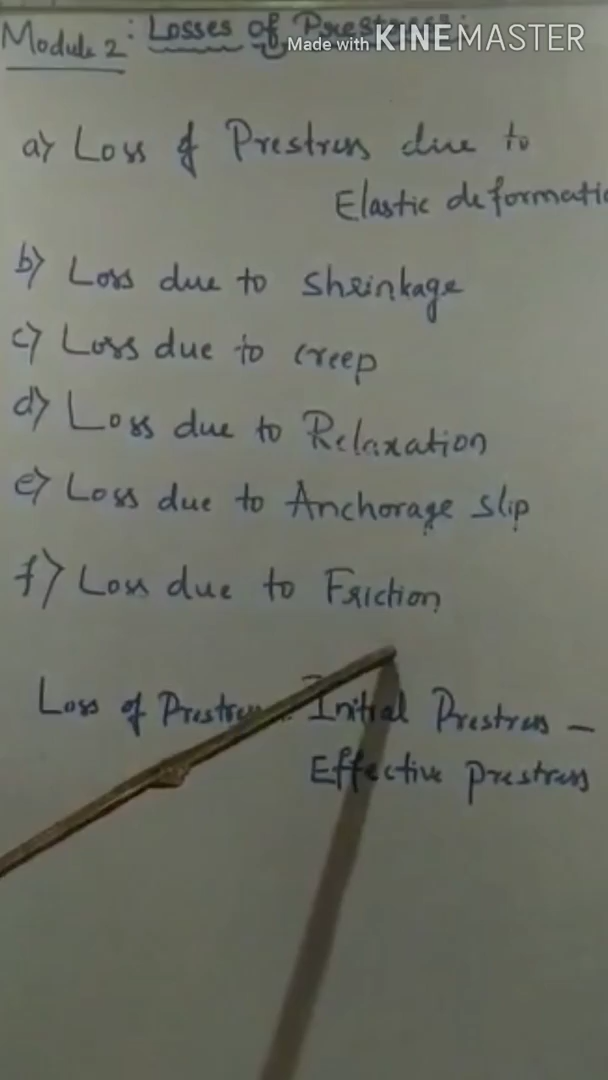 Module 2: Losses of Prestress:
Made with KINEMASTER
a) Loss of Prestress due to
Elastic deformatio
b) Loss due to Shrinkage
c) Loss due to creep
d) Loss due to Relaxation
e) Loss due to Anchorage slip
f) Loss due to Friction
Loss of Prestress Initial Prestress –
Effective prestress